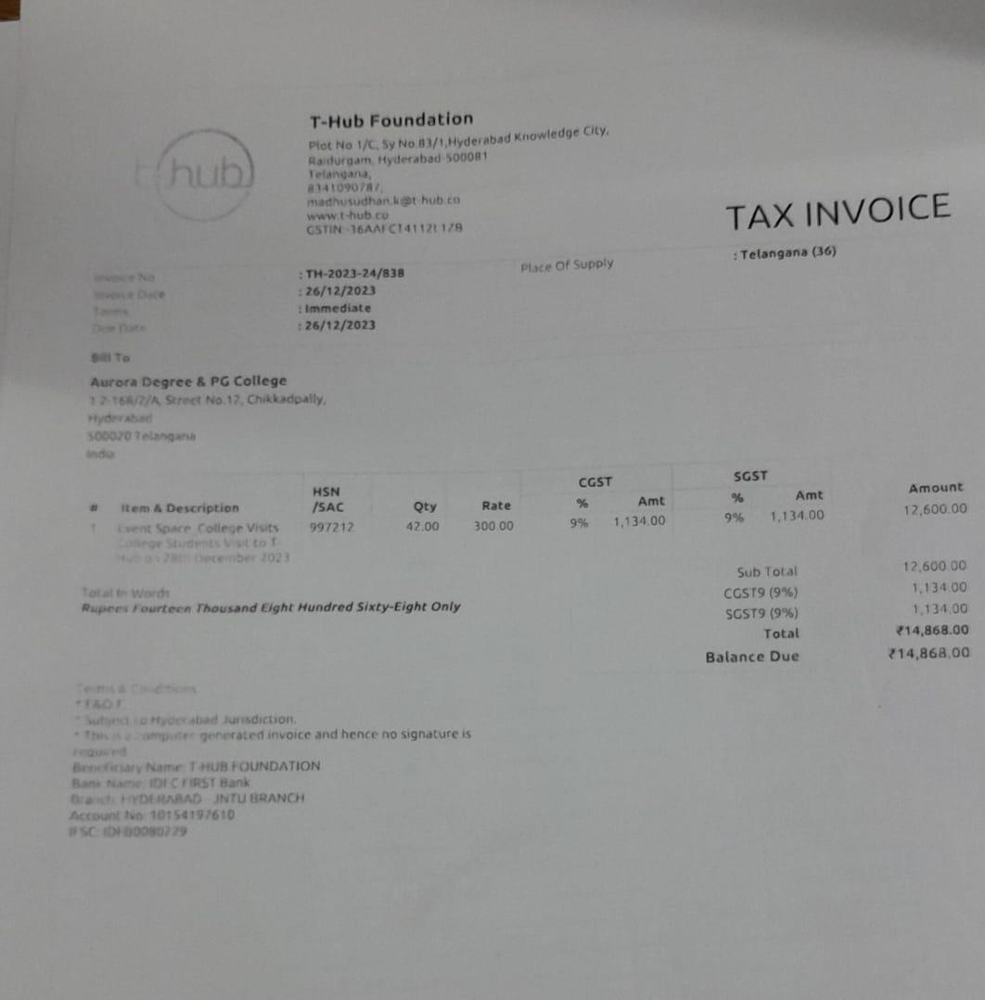 t-hub
T-Hub Foundation
Plot No 1/C, Sy No.83/1,Hyderabad Knowledge City,
Raidurgam, Hyderabad-500081
Telangana,
8341090787,
madhusudhan.k@t-hub.co
www.t-hub.co
GSTIN -
TAX INVOICE
Invoice No : TH-2023-24/838
Invoice Date : 26/12/2023
Terms : Immediate
Due Date : 26/12/2023
Place Of Supply : Telangana (36)
Bill To
Aurora Degree & PG College
1-2-168/2/A, Street No.12, Chikkadpally,
Hyderabad
500020 Telangana
India
CGST SGST
# Item & Description HSN /SAC Qty Rate % Amt % Amt Amount
1 Event Space College Visits 997212 42.00 300.00 9% 1,134.00 9% 1,134.00 12,600.00
College Students Visit to T-
Hub on 28th December 2023
Sub Total 12,600.00
CGST9 (9%) 1,134.00
SGST9 (9%) 1,134.00
Total ₹14,868.00
Balance Due ₹14,868.00
Total In Words
Rupees Fourteen Thousand Eight Hundred Sixty-Eight Only
Terms & Conditions
* E&O.E
* Subject to Hyderabad Jurisdiction.
* This is a computer generated invoice and hence no signature is
required
Beneficiary Name: T-HUB FOUNDATION
Bank Name: IDFC FIRST Bank
Branch: HYDERABAD - JNTU BRANCH
Account No: 10154197610
IFSC: IDFB0080229